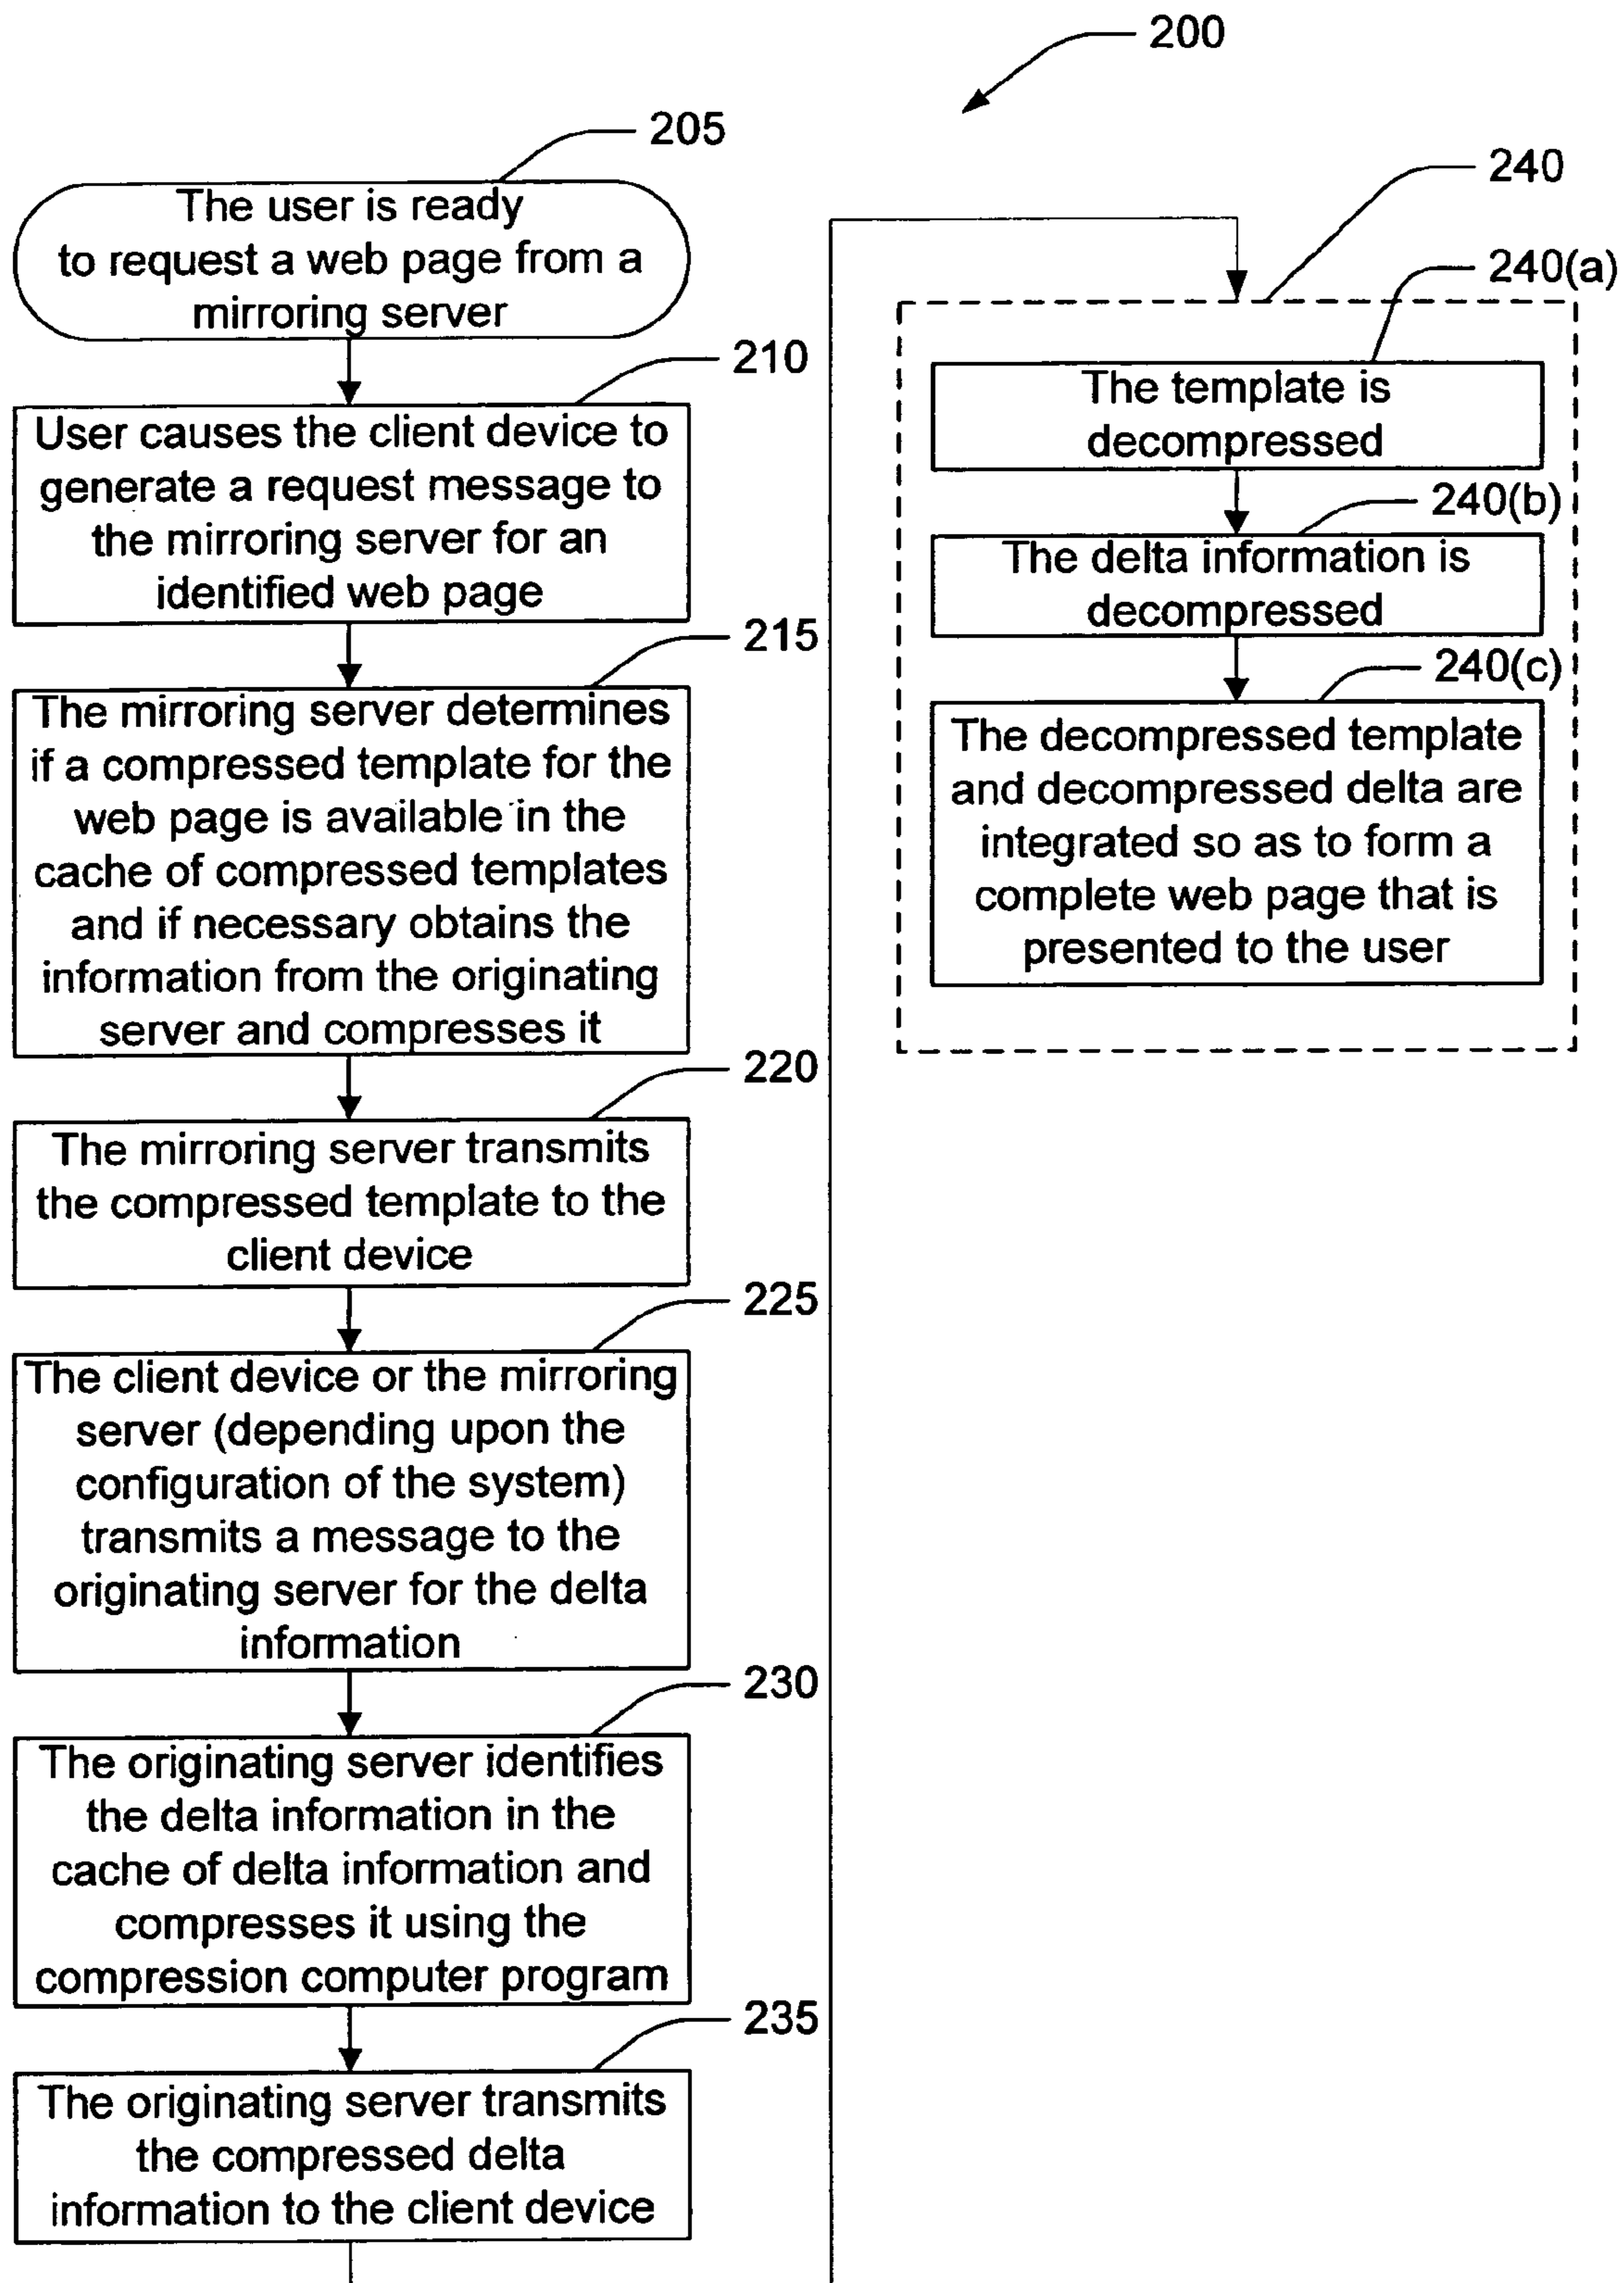 200
205
The user is ready
to request a web page from a
mirroring server
210
User causes the client device to
generate a request message to
the mirroring server for an
identified web page
215
The mirroring server determines
if a compressed template for the
web page is available in the
cache of compressed templates
and if necessary obtains the
information from the originating
server and compresses it
220
The mirroring server transmits
the compressed template to the
client device
225
The client device or the mirroring
server (depending upon the
configuration of the system)
transmits a message to the
originating server for the delta
information
230
The originating server identifies
the delta information in the
cache of delta information and
compresses it using the
compression computer program
235
The originating server transmits
the compressed delta
information to the client device
240
240(a)
The template is
decompressed
240(b)
The delta information is
decompressed
240(c)
The decompressed template
and decompressed delta are
integrated so as to form a
complete web page that is
presented to the user